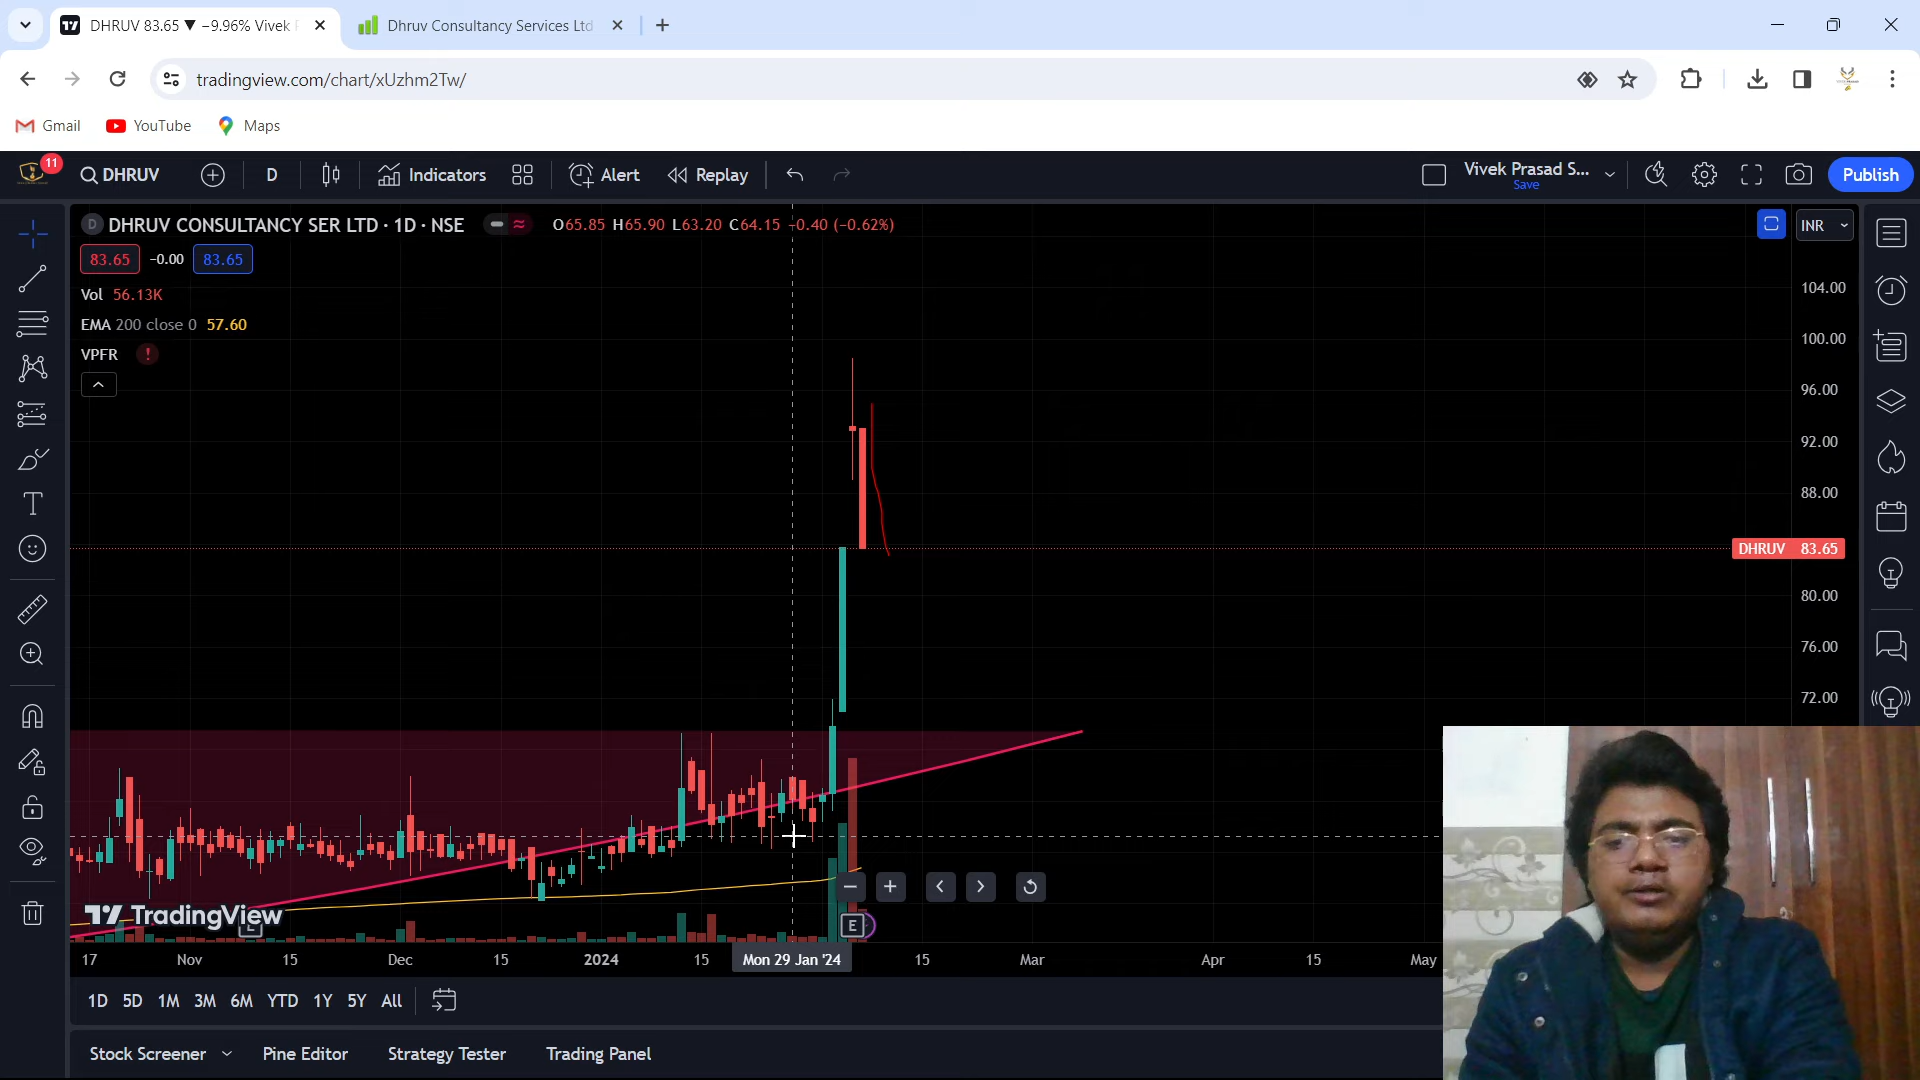 DHRUV 83.65 ▼ −9.96% Vivek
Dhruv Consultancy Services Ltd
tradingview.com/chart/xUzhm2Tw/
Gmail
YouTube
Maps
11
DHRUV
D
Indicators
Alert
Replay
Vivek Prasad S...
Save
Publish
D DHRUV CONSULTANCY SER LTD · 1D · NSE
O65.85 H65.90 L63.20 C64.15 −0.40 (−0.62%)
INR
83.65 −0.00 83.65
Vol 56.13K
EMA 200 close 0 57.60
VPFR !
104.00
100.00
96.00
92.00
88.00
DHRUV 83.65
80.00
76.00
72.00
TradingView
E
E
17 Nov 15 Dec 15 2024 15 Mon 29 Jan '24 15 Mar Apr 15 May
1D 5D 1M 3M 6M YTD 1Y 5Y All
Stock Screener Pine Editor Strategy Tester Trading Panel